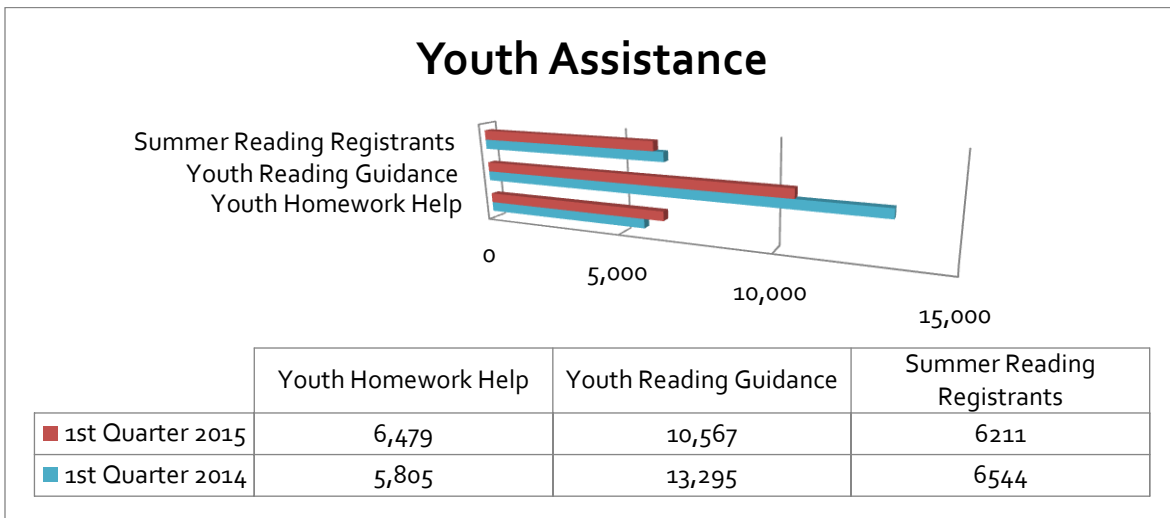 Youth Assistance
Summer Reading Registrants
Youth Reading Guidance
Youth Homework Help
0
5,000
10,000
15,000
Youth Homework Help Youth Reading Guidance Summer Reading
Registrants
1st Quarter 2015 6,479 10,567 6211
1st Quarter 2014 5,805 13,295 6544